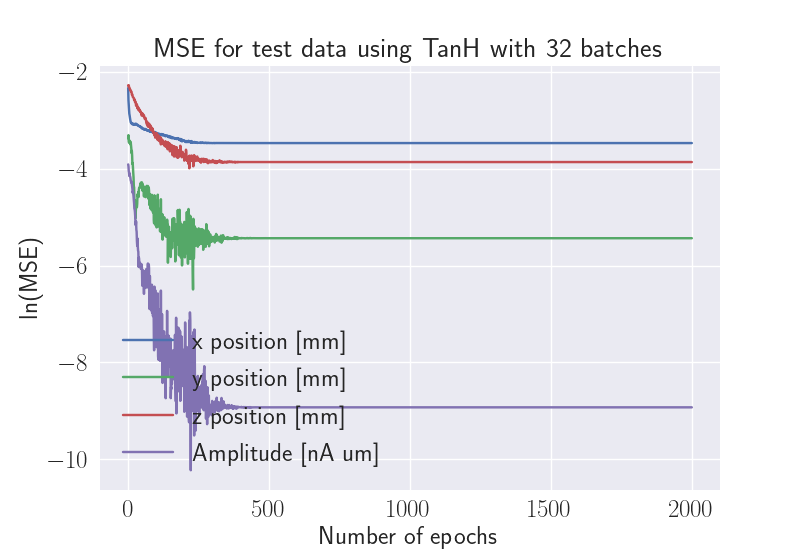 MSE for test data using TanH with 32 batches
−2
−4
−6
−8
−10
ln(MSE)
x position [mm]
y position [mm]
z position [mm]
Amplitude [nA um]
0 500 1000 1500 2000
Number of epochs